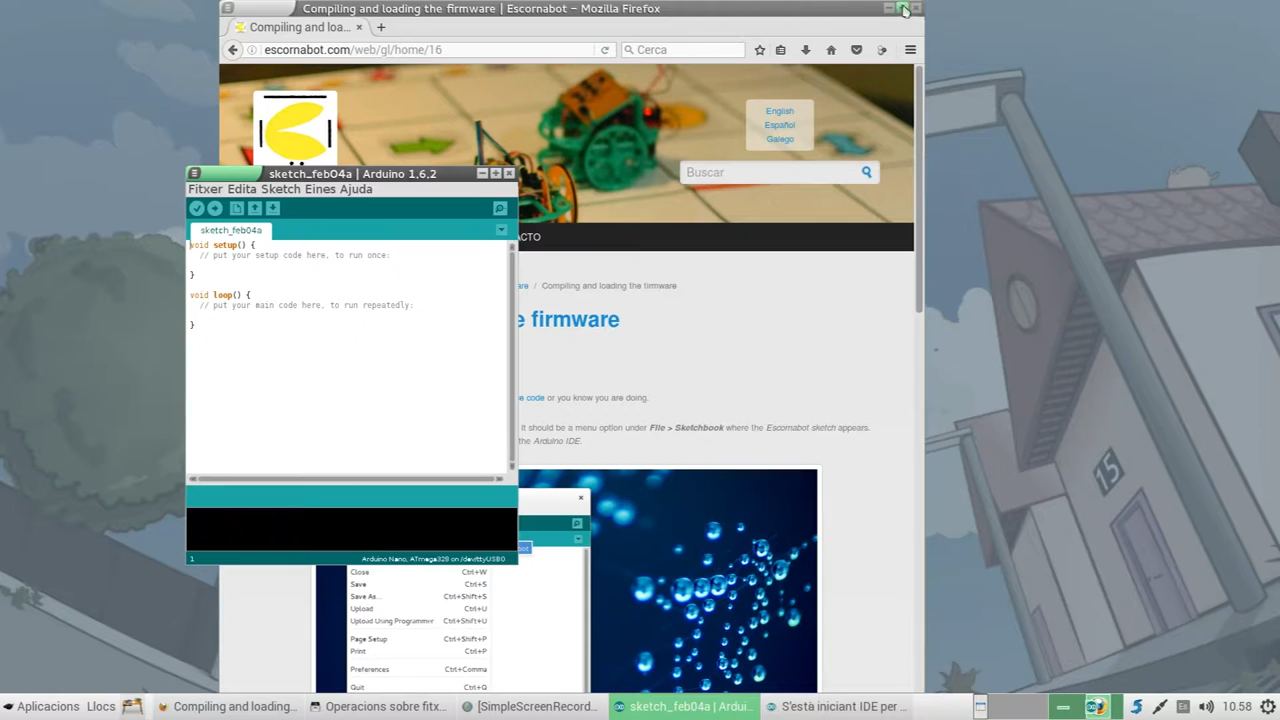 Compiling and loading the firmware | Escornabot - Mozilla Firefox
Compiling and loa...
escornabot.com/web/gl/home/16
Cerca
English
Español
Galego
Buscar
sketch_feb04a | Arduino 1,6,2
Fitxer Edita Sketch Eines Ajuda
sketch_feb04a
ACTO
void setup() {
// put your setup code here, to run once:
}
void loop() {
// put your main code here, to run repeatedly:
}
are / Compiling and loading the firmware
e firmware
e code or you know you are doing.
It should be a menu option under File > Sketchbook where the Escornabot sketch appears.
the Arduino IDE.
1
Arduino Nano, ATmega328 on /dev/ttyUSB0
bot
Close Ctrl+W
Save Ctrl+S
Save As... Ctrl+Shift+S
Upload Ctrl+U
Upload Using Programmer Ctrl+Shift+U
Page Setup Ctrl+Shift+P
Print Ctrl+P
Preferences Ctrl+Comma
Quit Ctrl+Q
15
Aplicacions Llocs
Compiling and loading...
Operacions sobre fitx...
[SimpleScreenRecord...
sketch_feb04a | Ardui...
S'està iniciant IDE per ...
10.58